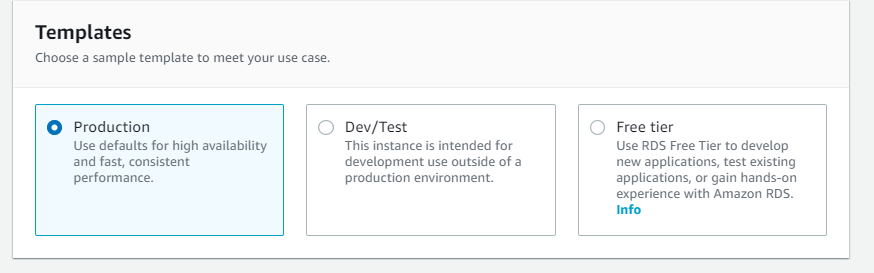 Templates
Choose a sample template to meet your use case.
Production
Use defaults for high availability
and fast, consistent
performance.
Dev/Test
This instance is intended for
development use outside of a
production environment.
Free tier
Use RDS Free Tier to develop
new applications, test existing
applications, or gain hands-on
experience with Amazon RDS.
Info